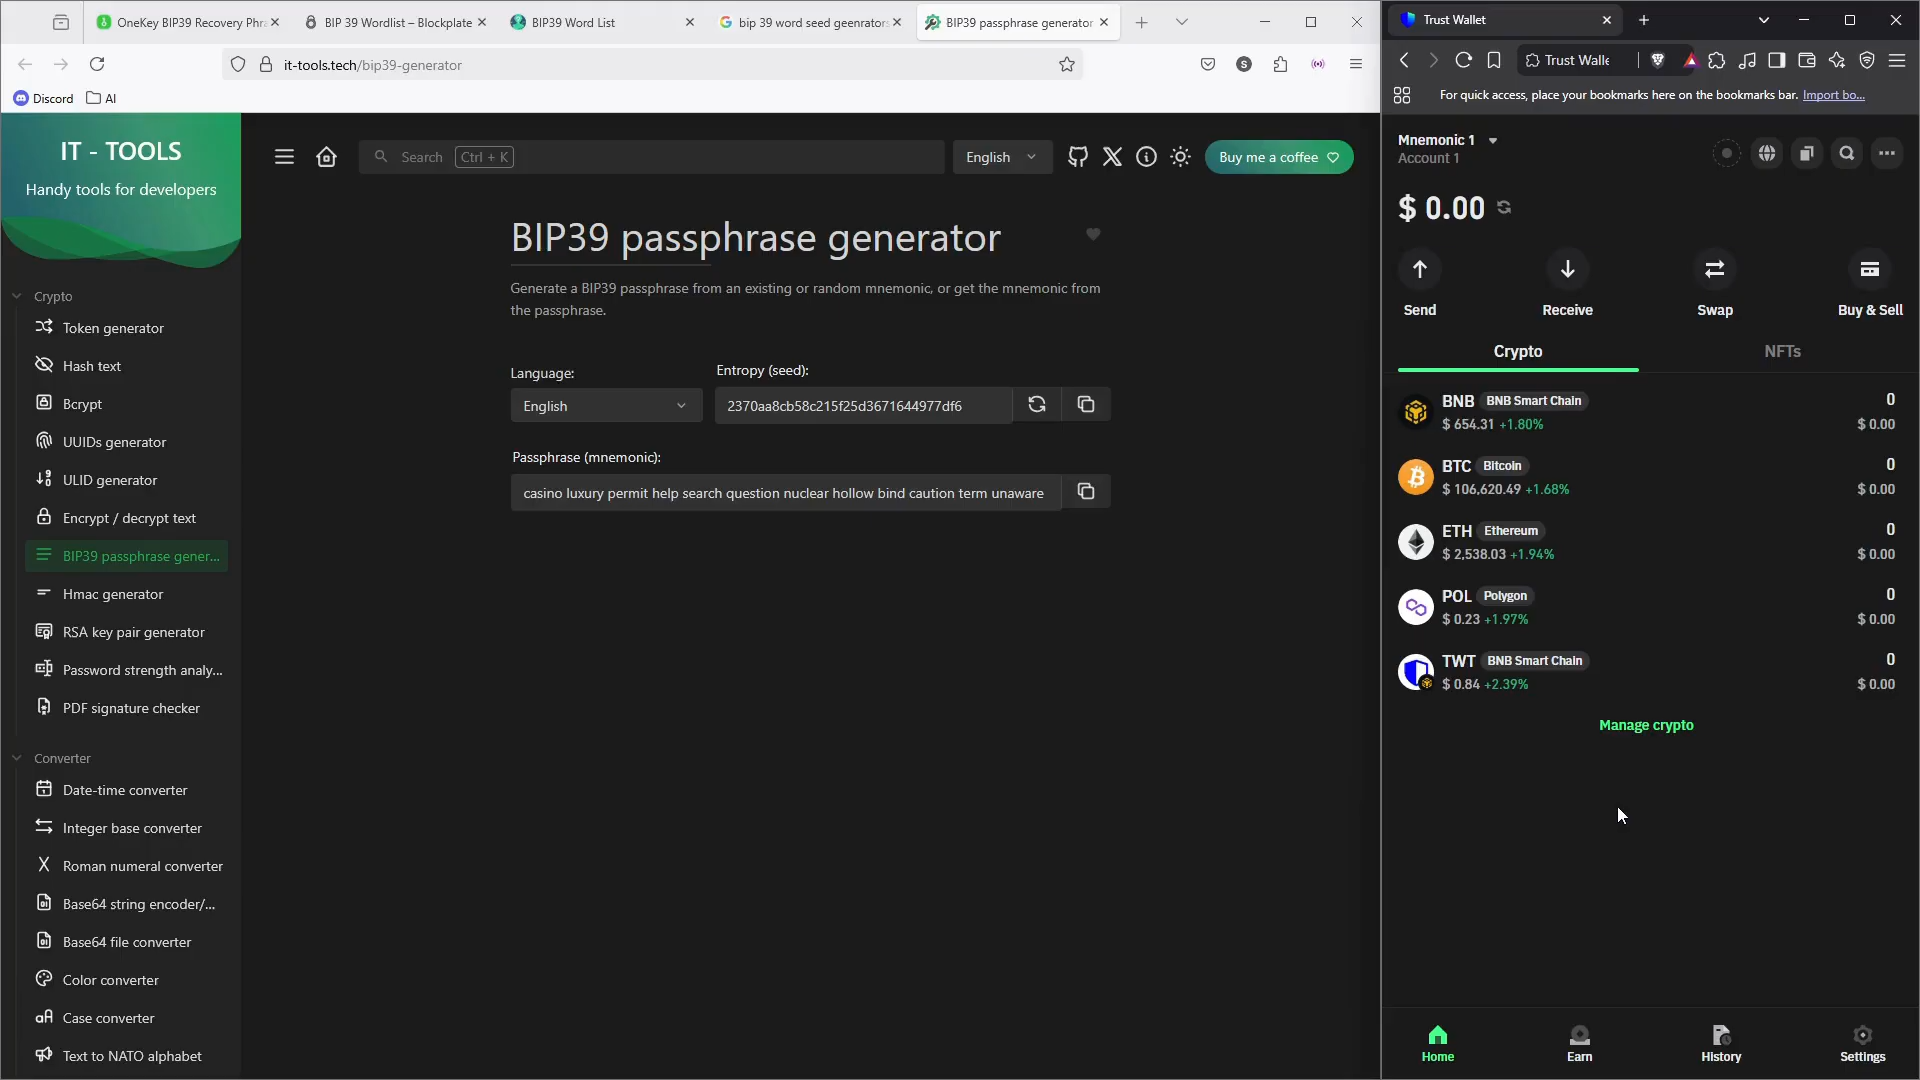 OneKey BIP39 Recovery Phra
BIP 39 Wordlist – Blockplate
BIP39 Word List
bip 39 word seed geenrators
BIP39 passphrase generator
it-tools.tech/bip39-generator
S
Discord
AI
IT - TOOLS
Handy tools for developers
Crypto
Token generator
Hash text
Bcrypt
UUIDs generator
ULID generator
Encrypt / decrypt text
BIP39 passphrase gener...
Hmac generator
RSA key pair generator
Password strength analy...
PDF signature checker
Converter
Date-time converter
Integer base converter
Roman numeral converter
Base64 string encoder/...
Base64 file converter
Color converter
Case converter
Text to NATO alphabet
Search
Ctrl + K
English
Buy me a coffee
BIP39 passphrase generator
Generate a BIP39 passphrase from an existing or random mnemonic, or get the mnemonic from
the passphrase.
Language:
Entropy (seed):
English
2370aa8cb58c215f25d3671644977df6
Passphrase (mnemonic):
casino luxury permit help search question nuclear hollow bind caution term unaware
Trust Wallet
Trust Walle
For quick access, place your bookmarks here on the bookmarks bar. Import bo...
Mnemonic 1
Account 1
$ 0.00
Send
Receive
Swap
Buy & Sell
Crypto
NFTs
BNB BNB Smart Chain 0
$ 654.31 +1.80% $ 0.00
BTC Bitcoin 0
$ 106,620.49 +1.68% $ 0.00
ETH Ethereum 0
$ 2,538.03 +1.94% $ 0.00
POL Polygon 0
$ 0.23 +1.97% $ 0.00
TWT BNB Smart Chain 0
$ 0.84 +2.39% $ 0.00
Manage crypto
Home
Earn
History
Settings